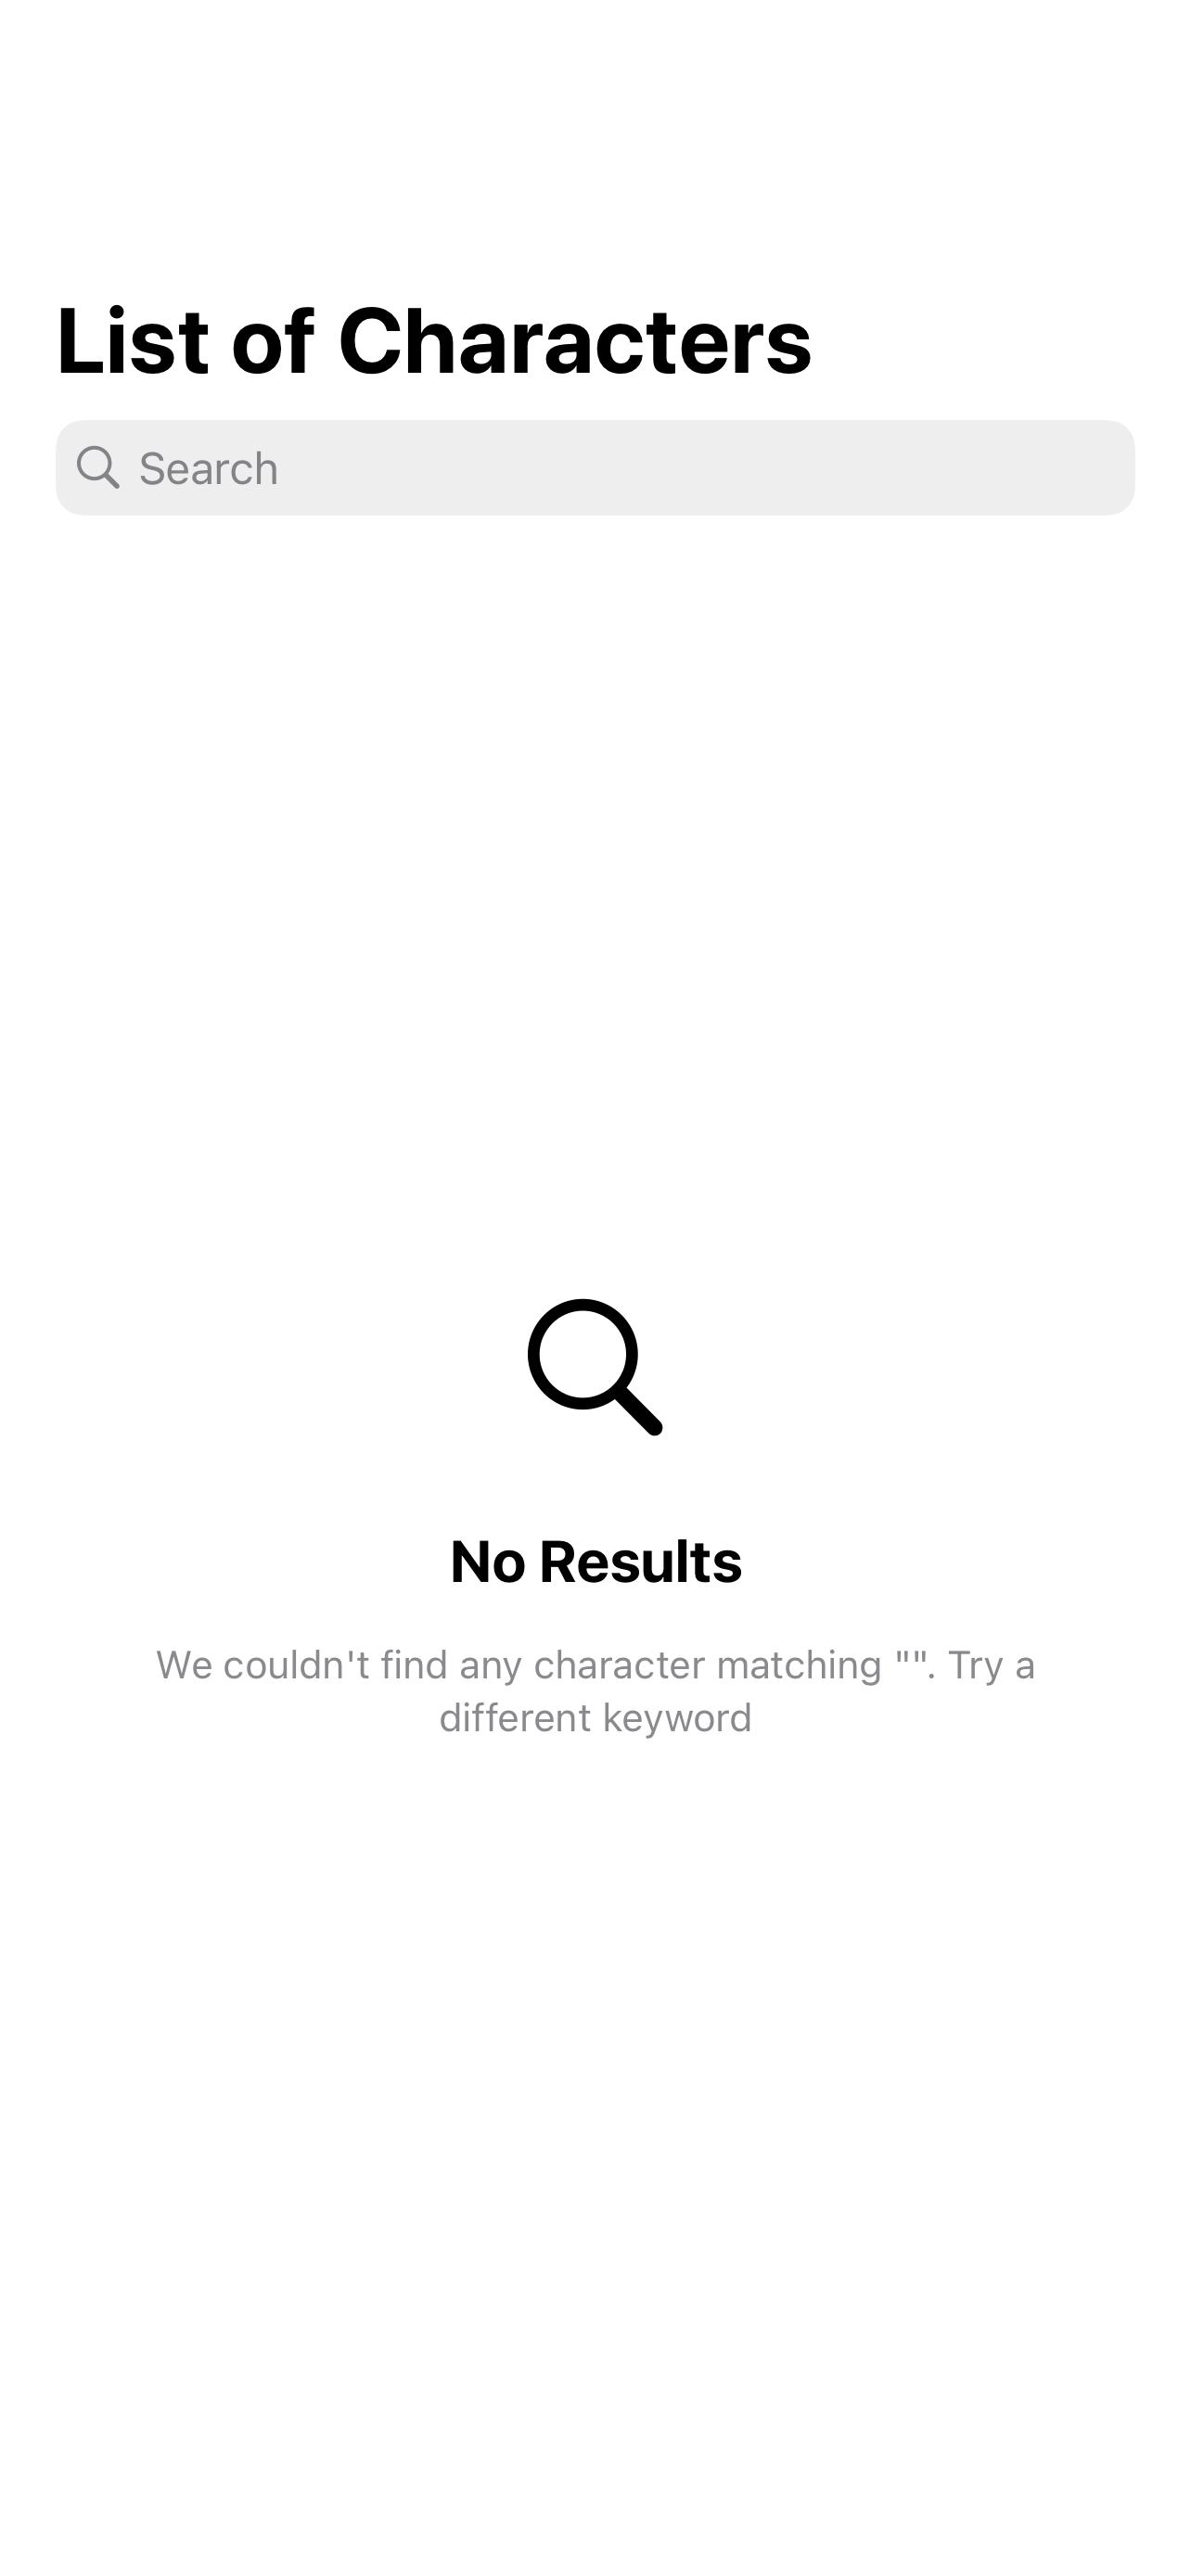 List of Characters
Search
No Results
We couldn't find any character matching "". Try a
different keyword